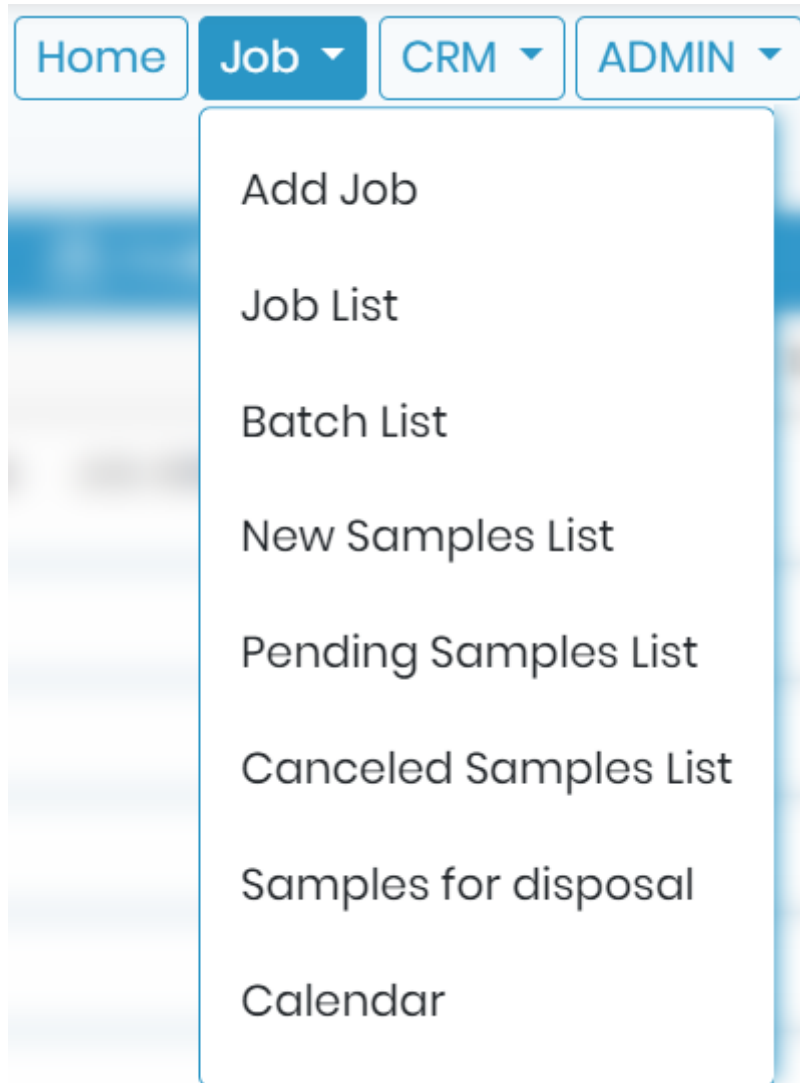 Home Job CRM ADMIN
Add Job
Job List
Batch List
New Samples List
Pending Samples List
Canceled Samples List
Samples for disposal
Calendar